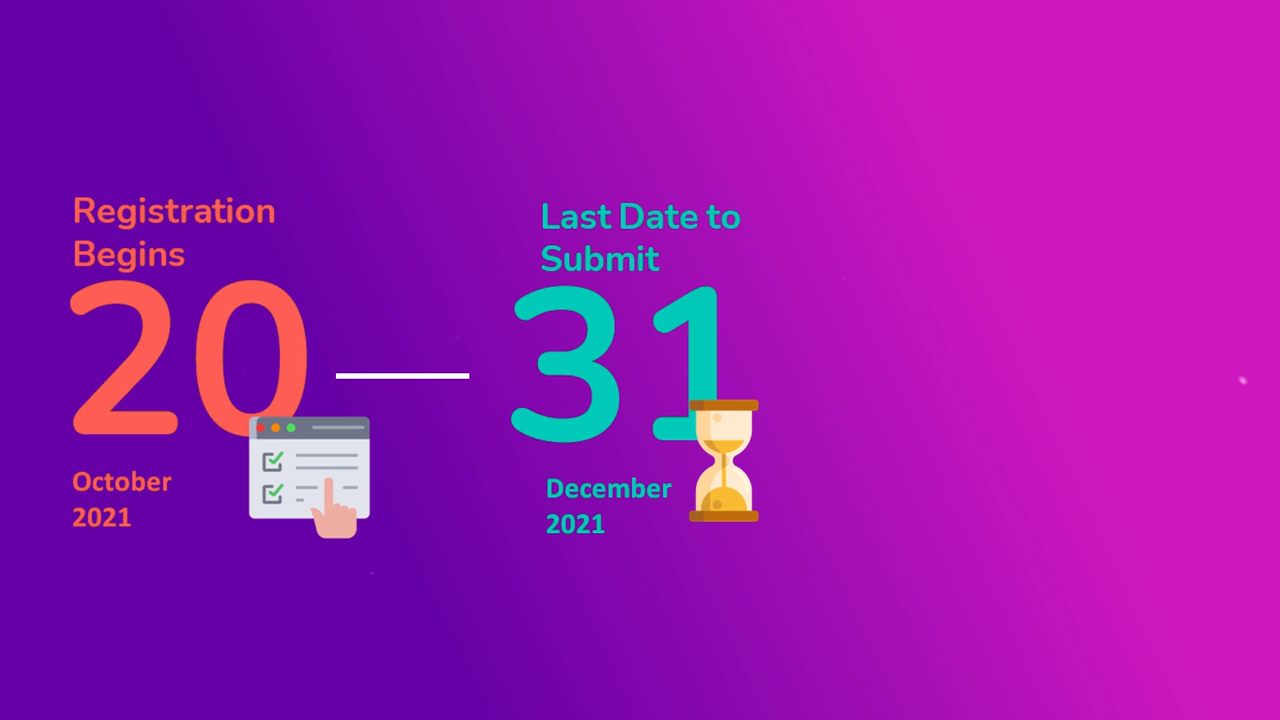 Registration
Begins
20
October
2021
Last Date to
Submit
31
December
2021